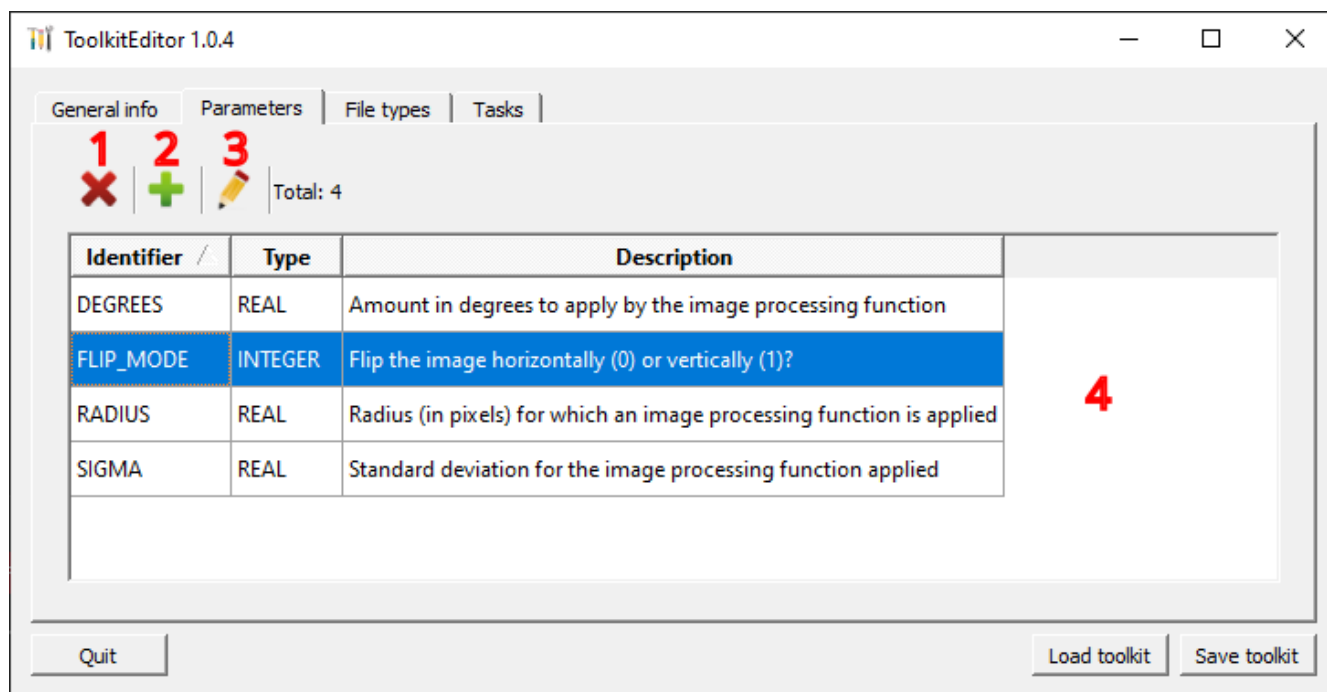 ToolkitEditor 1.0.4
General info Parameters File types Tasks
1 2 3
Total: 4
Identifier Type Description
DEGREES REAL Amount in degrees to apply by the image processing function
FLIP_MODE INTEGER Flip the image horizontally (0) or vertically (1)?
4
RADIUS REAL Radius (in pixels) for which an image processing function is applied
SIGMA REAL Standard deviation for the image processing function applied
Quit Load toolkit Save toolkit